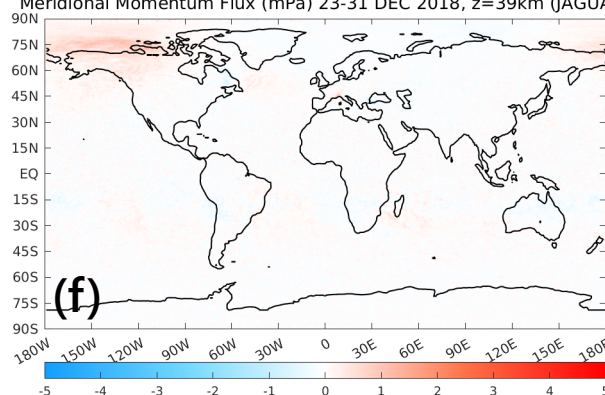 Meridional Momentum Flux (mPa) 23-31 DEC 2018, z=39km (JAGUA
90N
75N
60N
45N
30N
15N
EQ
15S
30S
45S
60S
75S
90S
(f)
180W 150W 120W 90W 60W 30W 0 30E 60E 90E 120E 150E 180
-5 -4 -3 -2 -1 0 1 2 3 4 5